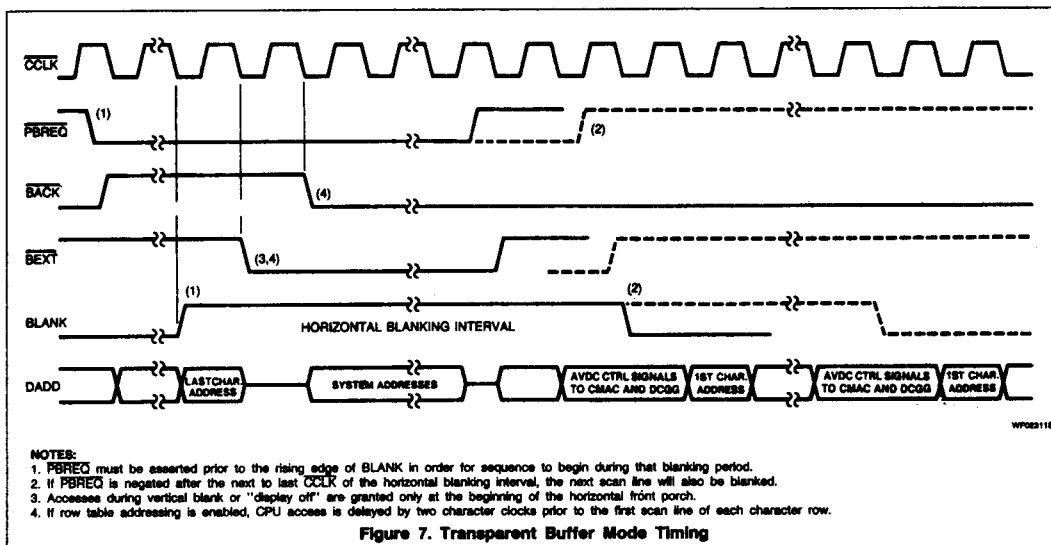 CCLK
PBREQ
(1)
(2)
BACK
(4)
BEXT
(3,4)
BLANK
(1)
(2)
HORIZONTAL BLANKING INTERVAL
DADD
LAST CHAR. ADDRESS
SYSTEM ADDRESSES
AVDC CTRL SIGNALS TO CMAC AND DCGG
1ST CHAR. ADDRESS
AVDC CTRL SIGNALS TO CMAC AND DCGG
1ST CHAR. ADDRESS
NOTES:
1. PBREQ must be asserted prior to the rising edge of BLANK in order for sequence to begin during that blanking period.
2. If PBREQ is negated after the next to last CCLK of the horizontal blanking interval, the next scan line will also be blanked.
3. Accesses during vertical blank or "display off" are granted only at the beginning of the horizontal front porch.
4. If row table addressing is enabled, CPU access is delayed by two character clocks prior to the first scan line of each character row.
Figure 7. Transparent Buffer Mode Timing